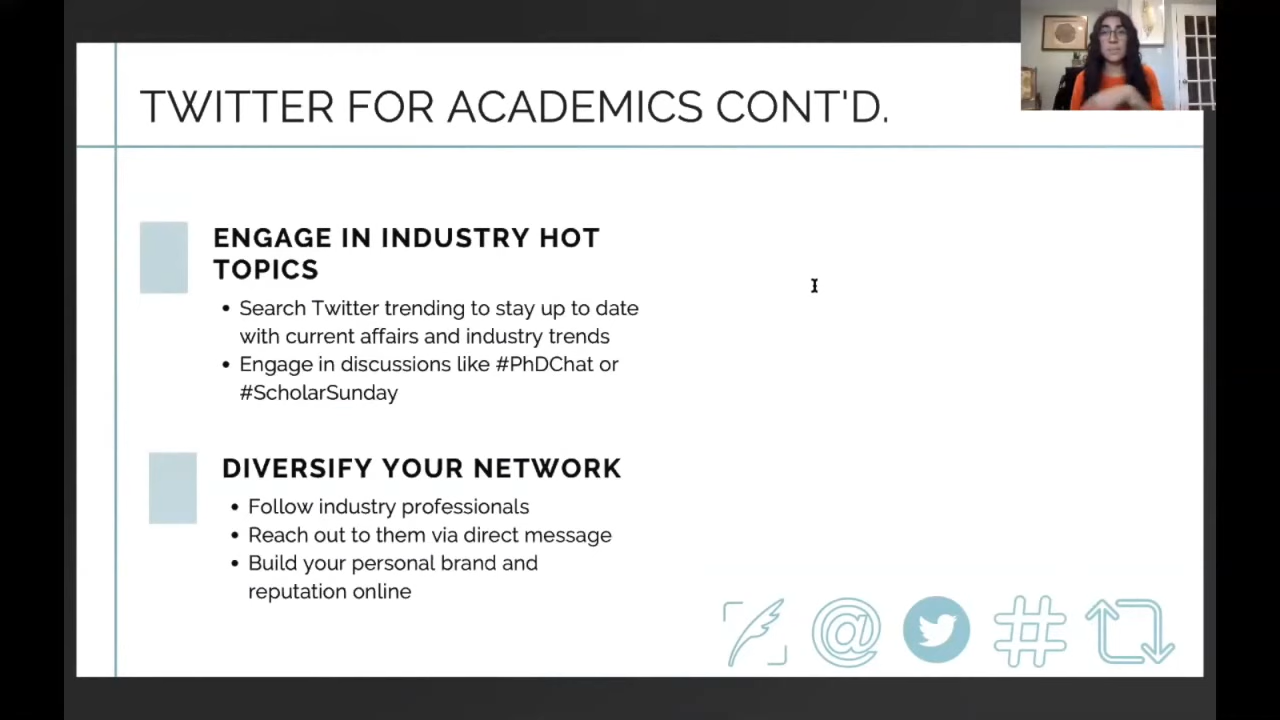 TWITTER FOR ACADEMICS CONT'D.
ENGAGE IN INDUSTRY HOT
TOPICS
• Search Twitter trending to stay up to date
with current affairs and industry trends
• Engage in discussions like #PhDChat or
#ScholarSunday
DIVERSIFY YOUR NETWORK
• Follow industry professionals
• Reach out to them via direct message
• Build your personal brand and
reputation online
@ #